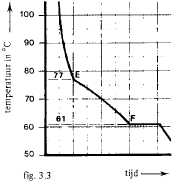 temperatuur in °C
100
90
80
77 E
70
61 F
60
50
fig. 3.3
tijd